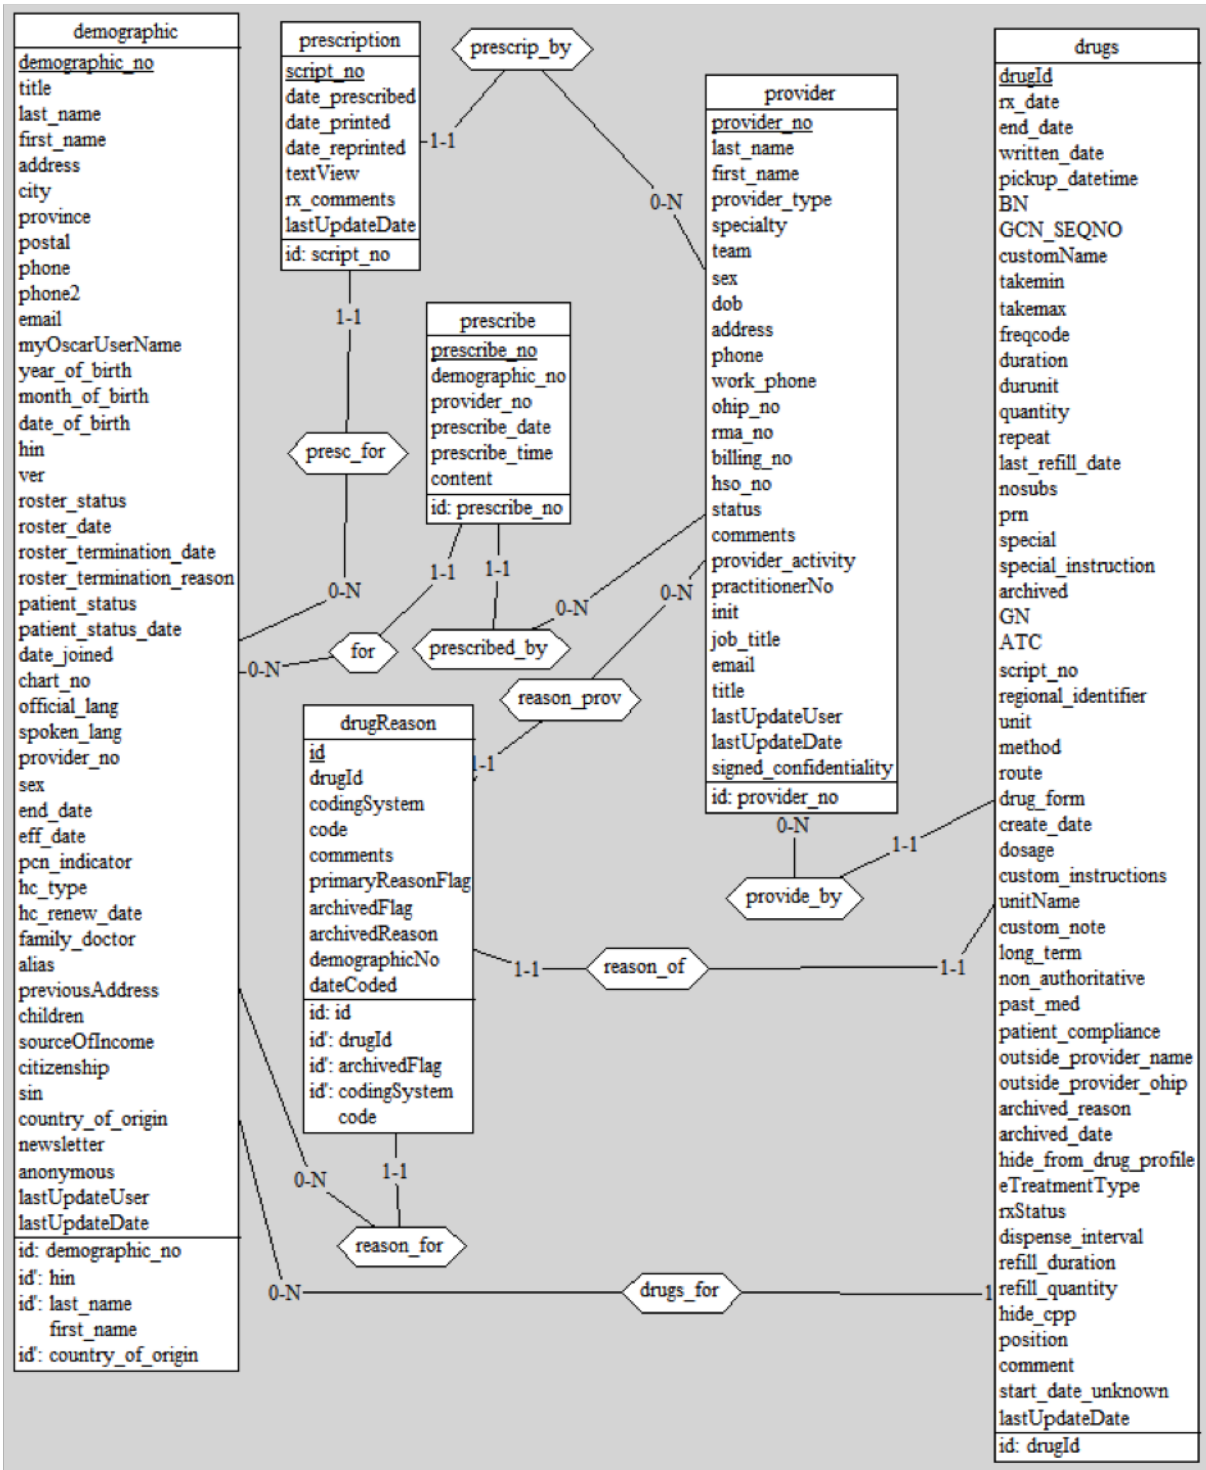 demographic
demographic_no
title
last_name
first_name
address
city
province
postal
phone
phone2
email
myOscarUserName
year_of_birth
month_of_birth
date_of_birth
hin
ver
roster_status
roster_date
roster_termination_date
roster_termination_reason
patient_status
patient_status_date
date_joined
chart_no
official_lang
spoken_lang
provider_no
sex
end_date
eff_date
pcn_indicator
hc_type
hc_renew_date
family_doctor
alias
previousAddress
children
sourceOfIncome
citizenship
sin
country_of_origin
newsletter
anonymous
lastUpdateUser
lastUpdateDate
id: demographic_no
id': hin
id': last_name
first_name
id': country_of_origin
prescription
script_no
date_prescribed
date_printed
date_reprinted
textView
rx_comments
lastUpdateDate
id: script_no
prescrip_by
1-1
0-N
1-1
presc_for
0-N
prescribe
prescribe_no
demographic_no
provider_no
prescribe_date
prescribe_time
content
id: prescribe_no
1-1
1-1
for
0-N
prescribed_by
0-N
0-N
reason_prov
1-1
drugReason
id
drugId
codingSystem
code
comments
primaryReasonFlag
archivedFlag
archivedReason
demographicNo
dateCoded
id: id
id': drugId
id': archivedFlag
id': codingSystem
code
1-1
0-N
reason_for
provider
provider_no
last_name
first_name
provider_type
specialty
team
sex
dob
address
phone
work_phone
ohip_no
rma_no
billing_no
hso_no
status
comments
provider_activity
practitionerNo
init
job_title
email
title
lastUpdateUser
lastUpdateDate
signed_confidentiality
id: provider_no
0-N
1-1
provide_by
1-1
reason_of
1-1
0-N
drugs_for
1
drugs
drugId
rx_date
end_date
written_date
pickup_datetime
BN
GCN_SEQNO
customName
takemin
takemax
freqcode
duration
durunit
quantity
repeat
last_refill_date
nosubs
prn
special
special_instruction
archived
GN
ATC
script_no
regional_identifier
unit
method
route
drug_form
create_date
dosage
custom_instructions
unitName
custom_note
long_term
non_authoritative
past_med
patient_compliance
outside_provider_name
outside_provider_ohip
archived_reason
archived_date
hide_from_drug_profile
eTreatmentType
rxStatus
dispense_interval
refill_duration
refill_quantity
hide_cpp
position
comment
start_date_unknown
lastUpdateDate
id: drugId